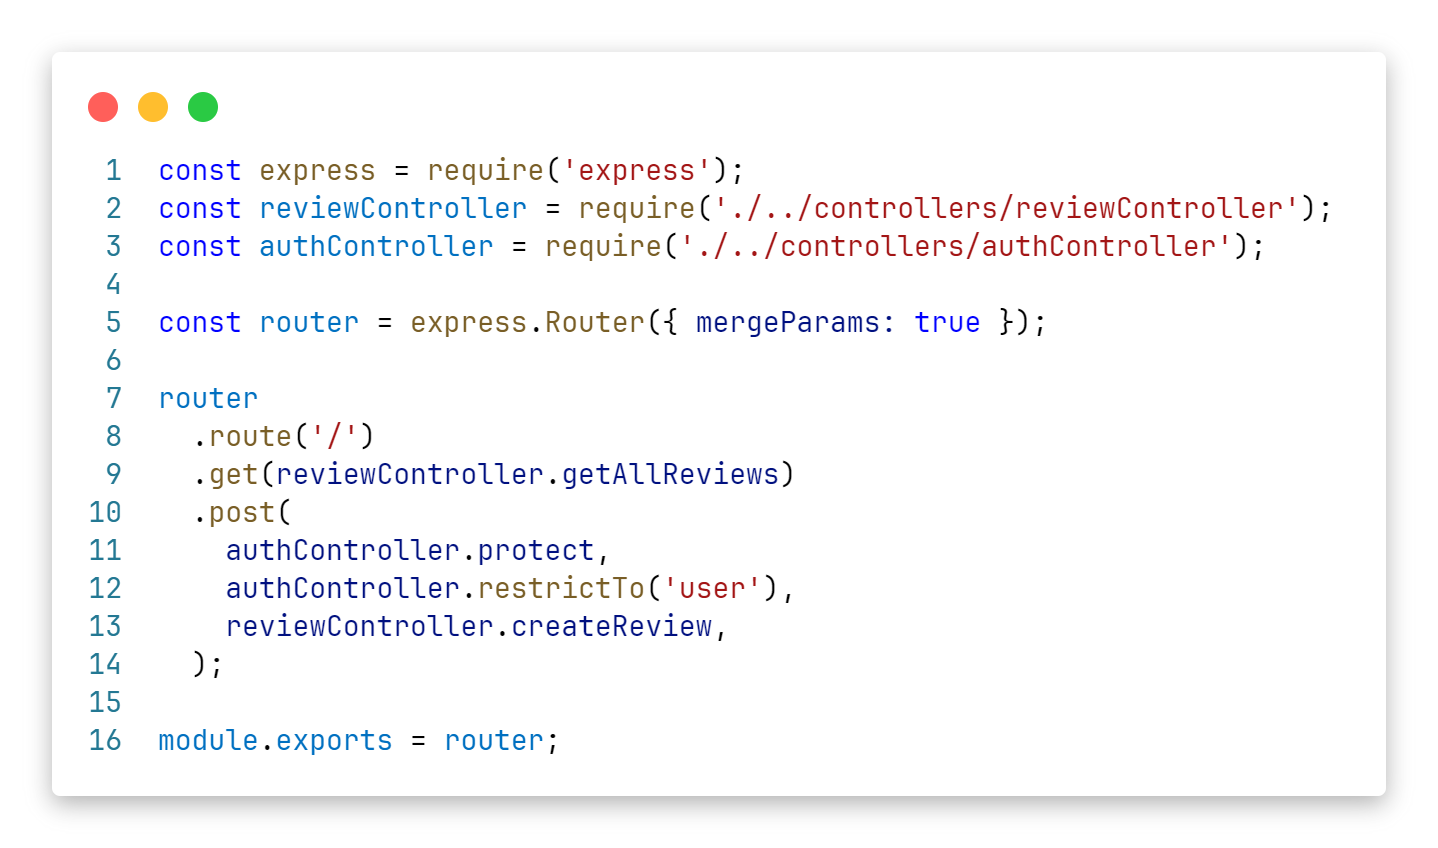 1 const express = require('express');
2 const reviewController = require('./../controllers/reviewController');
3 const authController = require('./../controllers/authController');
4
5 const router = express.Router({ mergeParams: true });
6
7 router
8   .route('/')
9   .get(reviewController.getAllReviews)
10   .post(
11     authController.protect,
12     authController.restrictTo('user'),
13     reviewController.createReview,
14   );
15
16 module.exports = router;